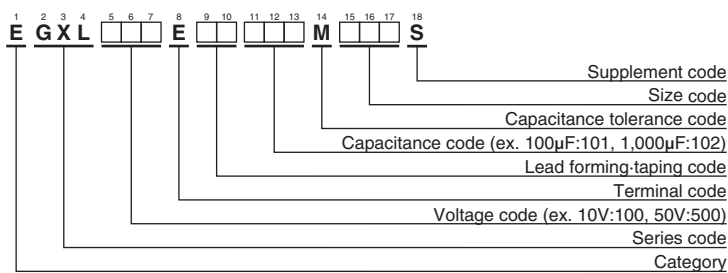 1 2 3 4 5 6 7 8 9 10 11 12 13 14 15 16 17 18
E GXL E M S
Supplement code
Size code
Capacitance tolerance code
Capacitance code (ex. 100µF:101, 1,000µF:102)
Lead forming·taping code
Terminal code
Voltage code (ex. 10V:100, 50V:500)
Series code
Category